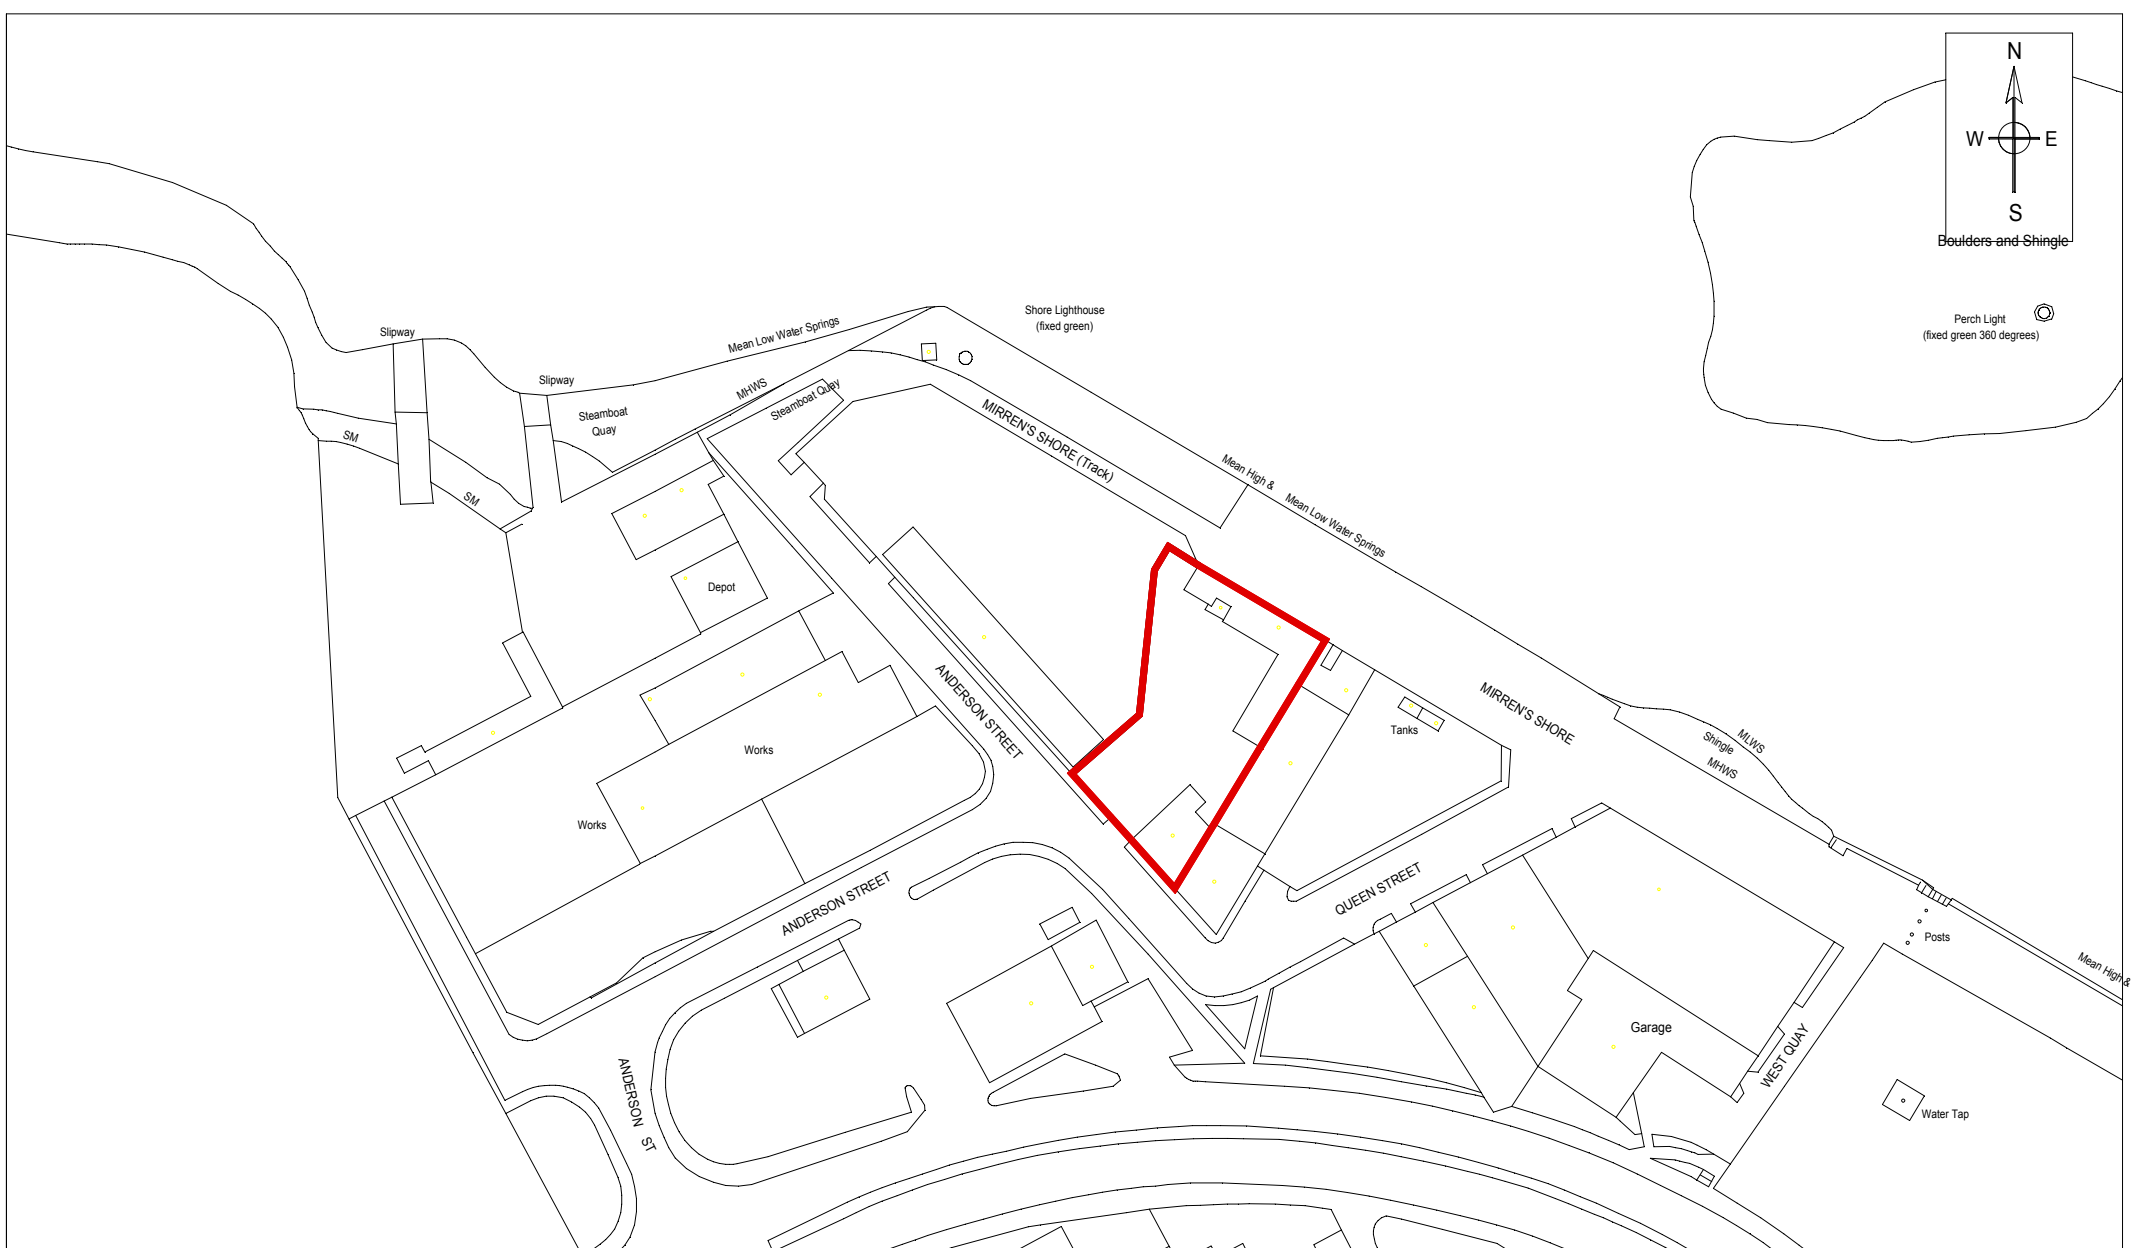 N
W E
S
Boulders and Shingle
Perch Light
(fixed green 360 degrees)
Shore Lighthouse
(fixed green)
Slipway
Mean Low Water Springs
Slipway
MHWS
Steamboat Quay
Steamboat
Quay
MIRREN'S SHORE (Track)
SM
SM
Mean High &
Mean Low Water Springs
Depot
ANDERSON STREET
MIRREN'S SHORE
Tanks
Shingle
MLWS
MHWS
Works
Works
ANDERSON STREET
QUEEN STREET
Posts
Mean High &
Garage
WEST QUAY
ANDERSON ST
Water Tap